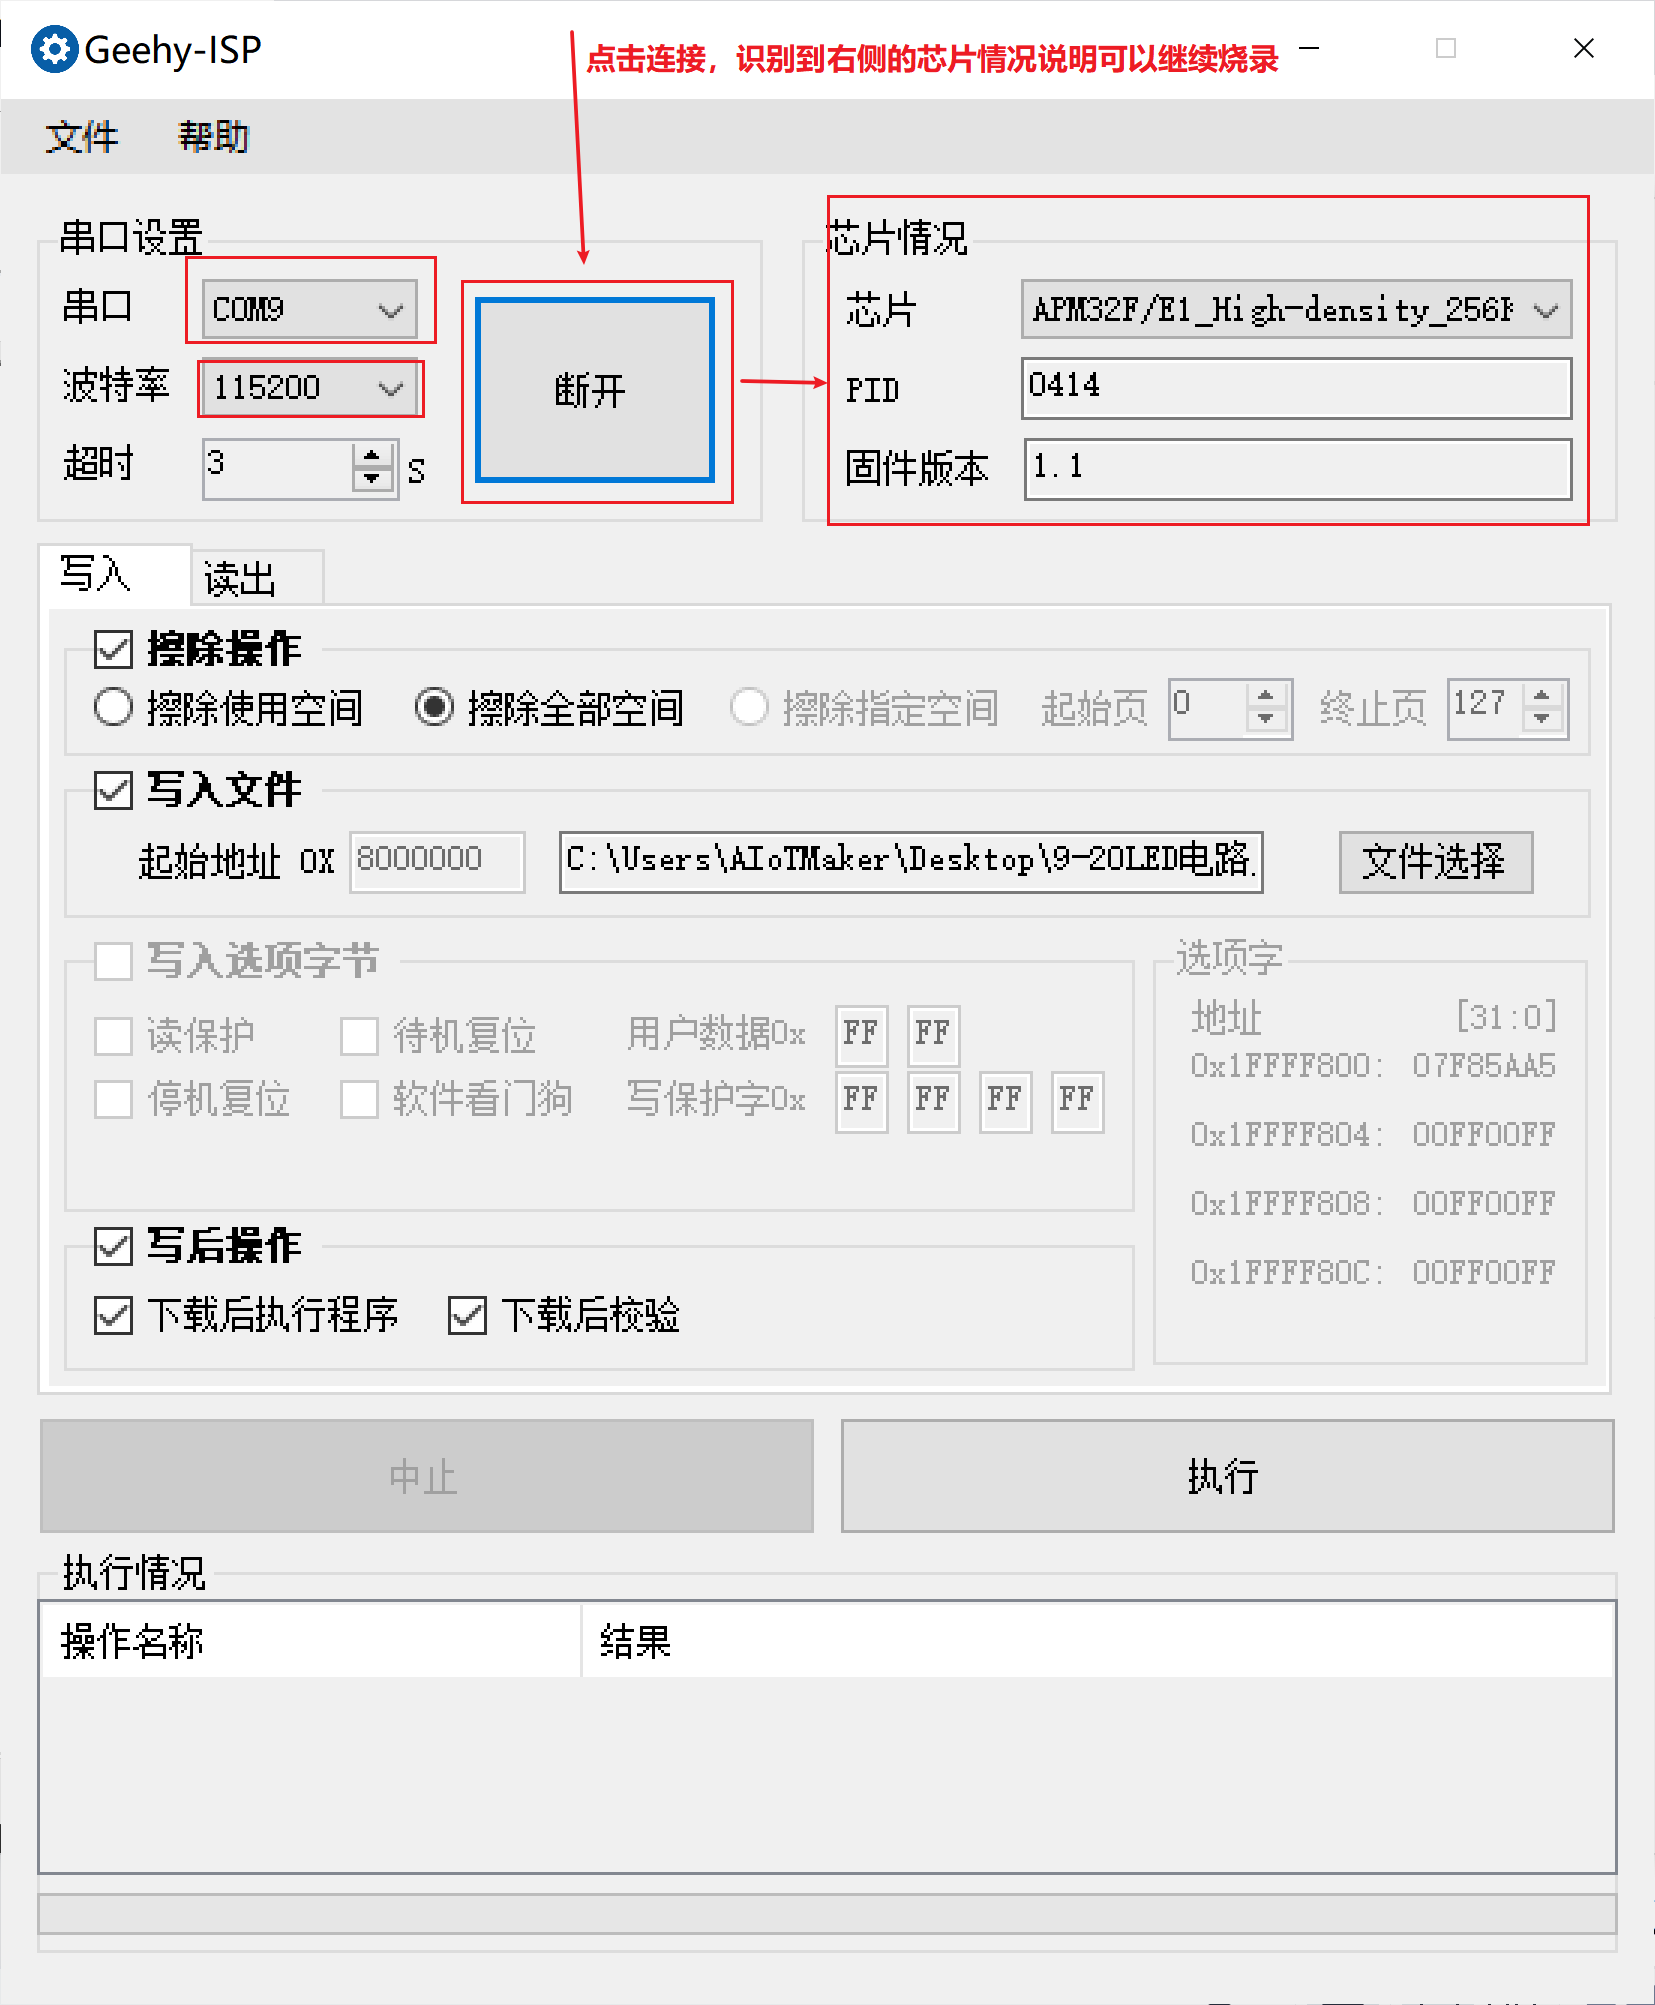 Geehy-ISP
点击连接，识别到右侧的芯片情况说明可以继续烧录
文件 帮助
串口设置
串口 COM9
波特率 115200
超时 3 S
断开
芯片情况
芯片 APM32F/E1_High-density_256
PID 0414
固件版本 1.1
写入 读出
擦除操作
擦除使用空间 擦除全部空间 擦除指定空间 起始页 0 终止页 127
写入文件
起始地址 0X 8000000 C:\Users\AIoTMaker\Desktop\9-20LED电路. 文件选择
写入选项字节
读保护 待机复位 用户数据0x FF FF
停机复位 软件看门狗 写保护字0x FF FF FF FF
选项字
地址 [31:0]
0x1FFFF800: 07F85AA5
0x1FFFF804: 00FF00FF
0x1FFFF808: 00FF00FF
0x1FFFF80C: 00FF00FF
写后操作
下载后执行程序 下载后校验
中止 执行
执行情况
操作名称 结果